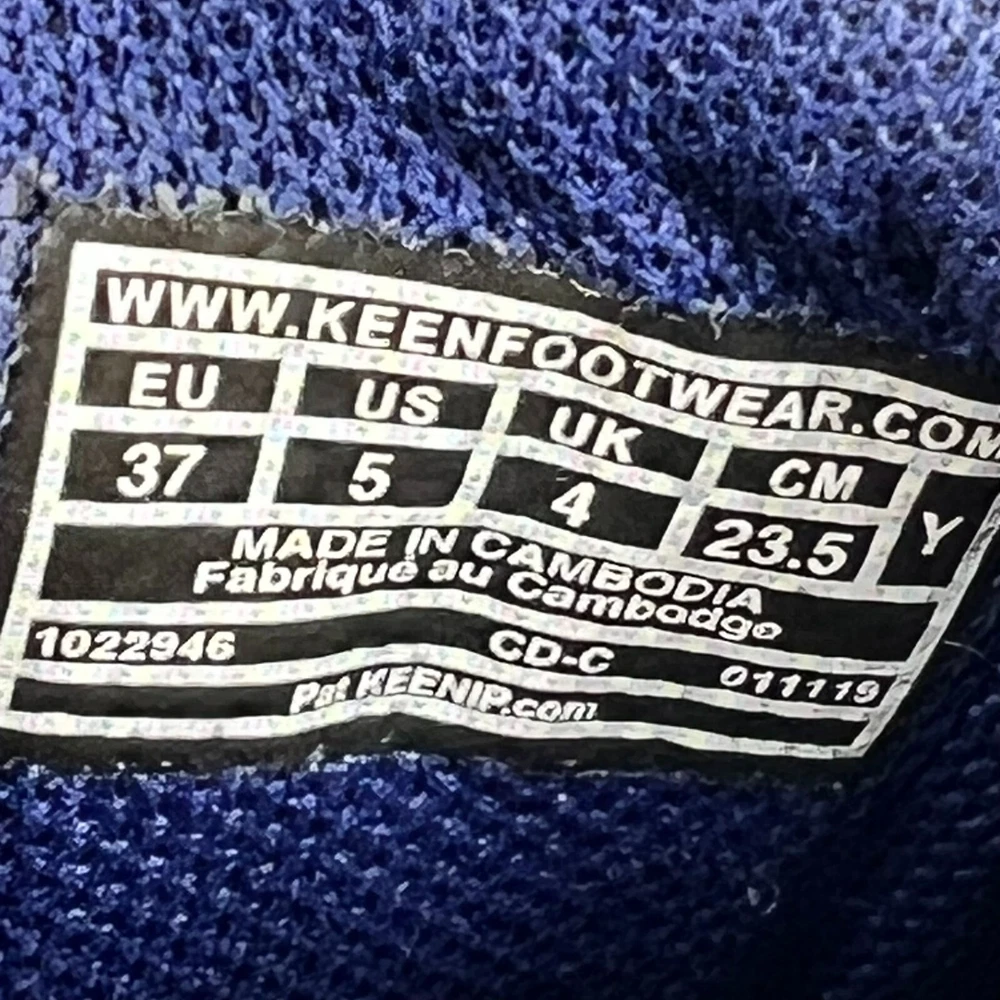 WWW.KEENFOOTWEAR.COM
EU US UK CM Y
37 5 4 23.5
MADE IN CAMBODIA
Fabriqué au Cambodge
1022946 CD-C 011119
Pat KEENIP.com